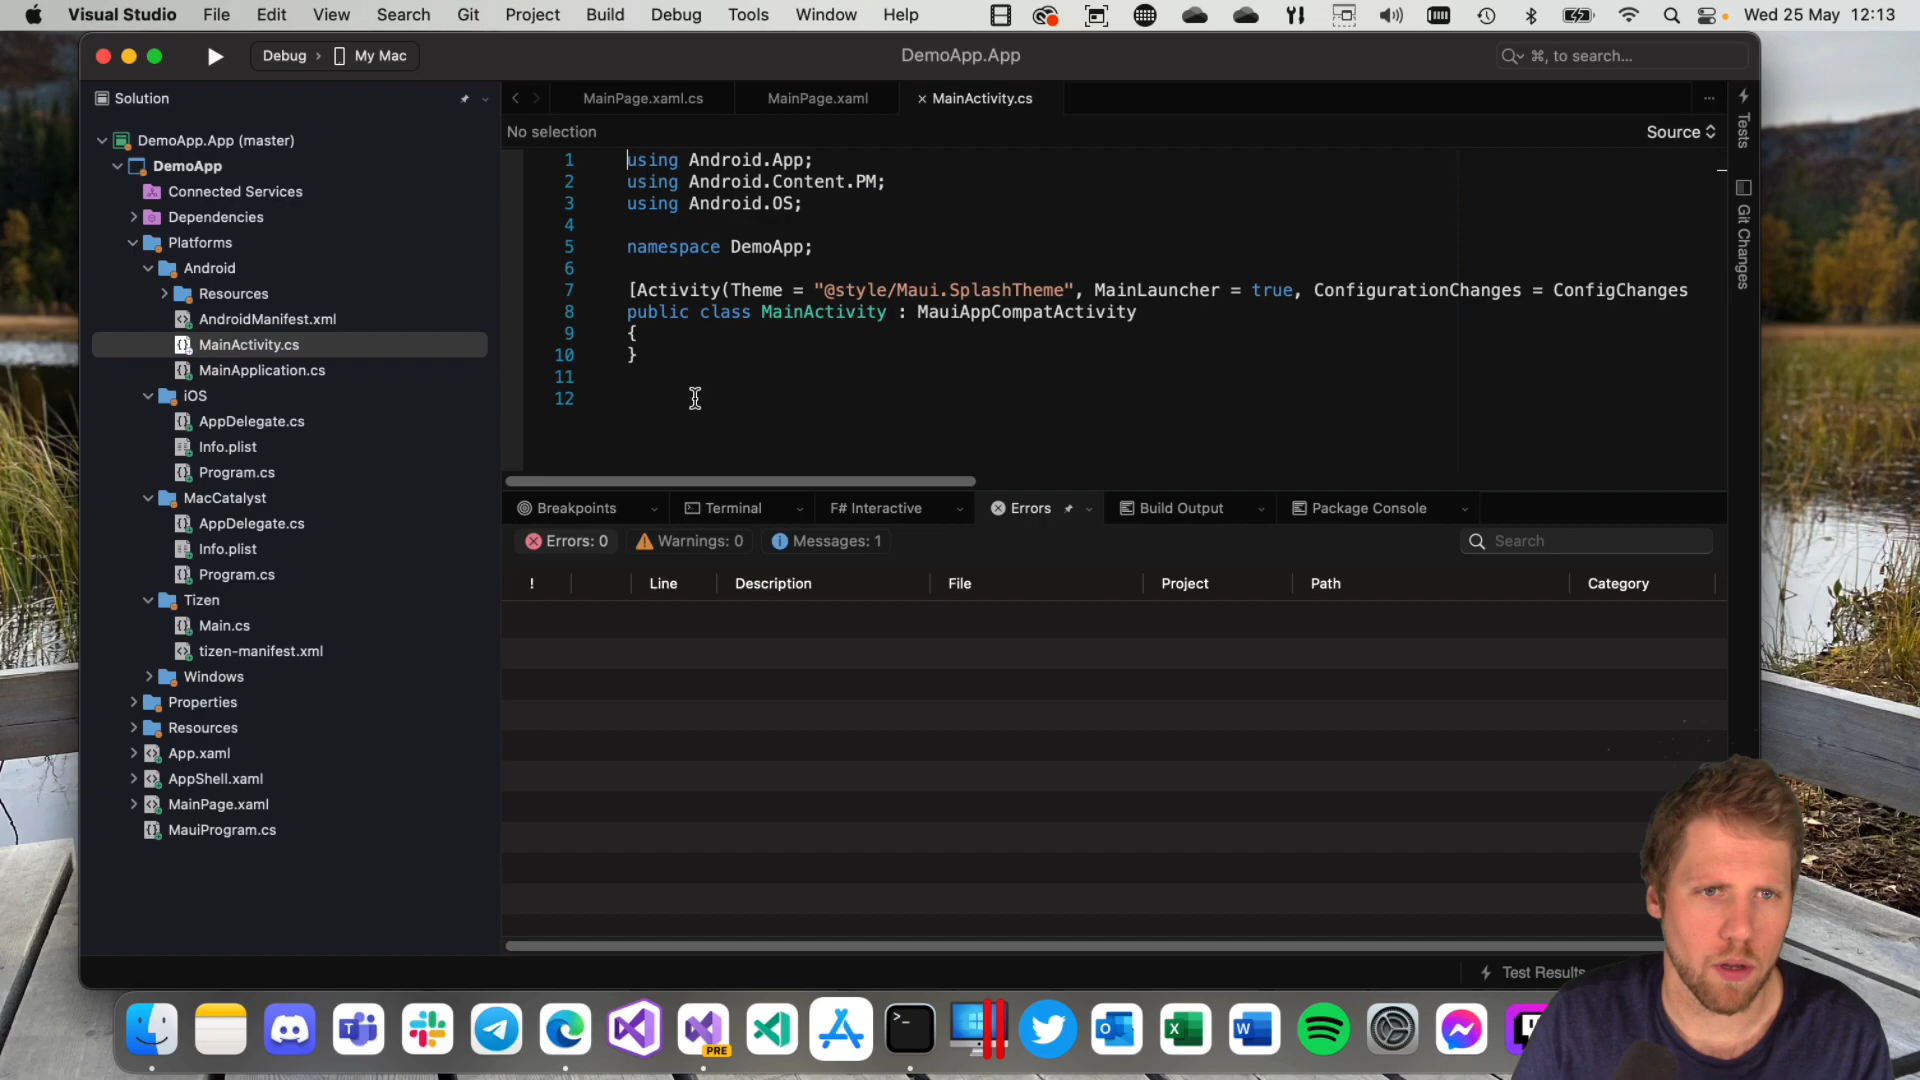 Visual Studio File Edit View Search Git Project Build Debug Tools Window Help Wed 25 May 12:13
Debug › My Mac
DemoApp.App
⌘, to search...
Solution
MainPage.xaml.cs
MainPage.xaml
MainActivity.cs
No selection
Source
Tests
Git Changes
DemoApp.App (master)
DemoApp
Connected Services
Dependencies
Platforms
Android
Resources
AndroidManifest.xml
MainActivity.cs
MainApplication.cs
iOS
AppDelegate.cs
Info.plist
Program.cs
MacCatalyst
AppDelegate.cs
Info.plist
Program.cs
Tizen
Main.cs
tizen-manifest.xml
Windows
Properties
Resources
App.xaml
AppShell.xaml
MainPage.xaml
MauiProgram.cs
1 using Android.App;
2 using Android.Content.PM;
3 using Android.OS;
4
5 namespace DemoApp;
6
7 [Activity(Theme = "@style/Maui.SplashTheme", MainLauncher = true, ConfigurationChanges = ConfigChanges
8 public class MainActivity : MauiAppCompatActivity
9 {
10 }
11
12
Breakpoints Terminal F# Interactive Errors Build Output Package Console
Errors: 0 Warnings: 0 Messages: 1 Search
! Line Description File Project Path Category
Test Results
PRE